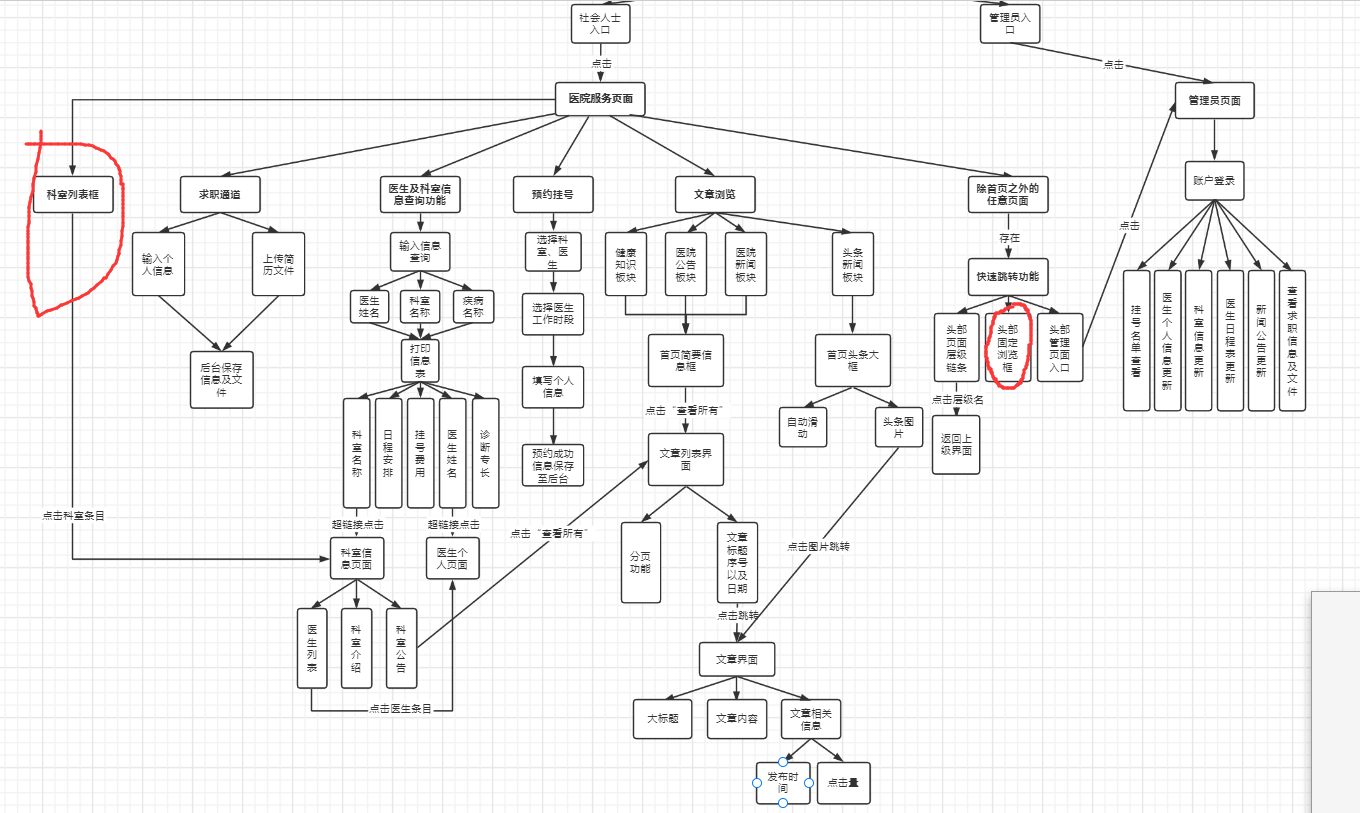 社会人士
入口
管理员入
口
点击
点击
医院服务页面
管理员页面
科室列表框
求职通道
医生及科室信
息查询功能
预约挂号
文章浏览
除首页之外的
任意页面
账户登录
点击
存在
输入个
人信息
上传简
历文件
输入信息
查询
选择科
室、医
生
健康
知识
板块
医院
公告
板块
医院
新闻
板块
头条
新闻
板块
快速跳转功能
医生
姓名
科室
名称
疾病
名称
选择医生
工作时段
头部
页面
层级
链条
头部
固定
浏览
框
头部
管理
页面
入口
挂
号
名
单
查
看
医
生
个
人
信
息
更
新
科
室
信
息
更
新
医
生
日
程
表
更
新
新
闻
公
告
更
新
查
看
求
职
信
息
及
文
件
后台保存
信息及文
件
打印
信息
表
填写个人
信息
首页简要信
息框
首页头条大
框
点击“查看所有”
点击层级名
自动滑
动
头条图
片
返回上
级界面
科
室
名
称
日
程
安
排
挂
号
费
用
医
生
姓
名
诊
断
专
长
预约成功
信息保存
至后台
文章列表界
面
点击科室条目
超链接点击
超链接点击
点击“查看所有”
点击图片跳转
科室信
息页面
医生个
人页面
分页
功能
文章
标题
序号
以及
日期
点击跳转
医
生
列
表
科
室
介
绍
科
室
公
告
点击医生条目
文章界面
大标题
文章内容
文章相关
信息
发布时
间
点击量